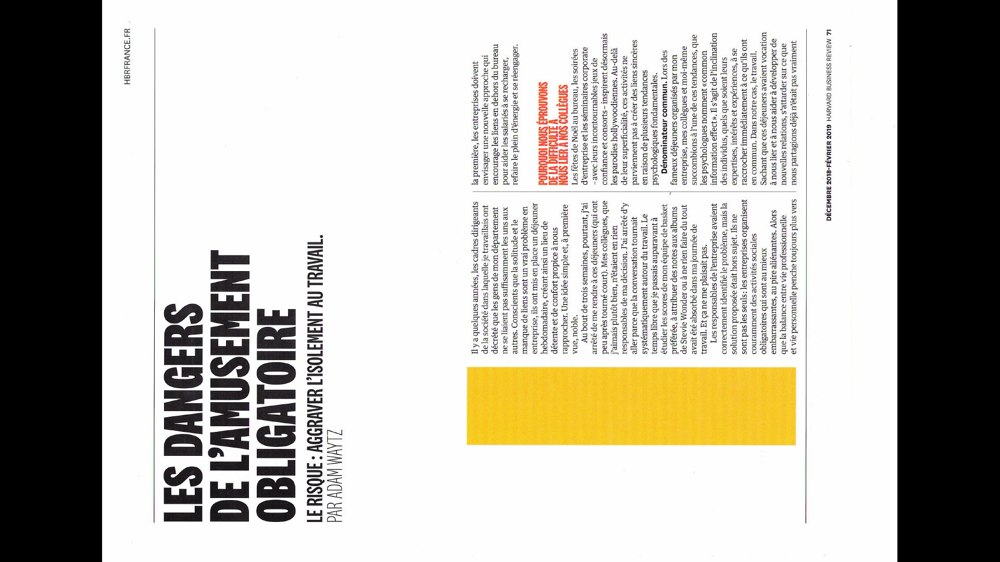 HBRFRANCE.FR
LES DANGERS
DE L'AMUSEMENT
OBLIGATOIRE
LE RISQUE : AGGRAVER L'ISOLEMENT AU TRAVAIL.
PAR ADAM WAYTZ
Il y a quelques années, les cadres dirigeants
de la société dans laquelle je travaillais ont
décrété que les gens de mon département
ne se liaient pas suffisamment les uns aux
autres. Conscients que la solitude et le
manque de liens sont un vrai problème en
entreprise, ils ont mis en place un déjeuner
hebdomadaire, créant ainsi un lieu de
détente et de confort propice à nous
rapprocher. Une idée simple et, à première
vue, noble.
Au bout de trois semaines, pourtant, j'ai
arrêté de me rendre à ces déjeuners (qui ont
peu après tourné court). Mes collègues, que
j'aimais plutôt bien, n'étaient en rien
responsables de ma décision. J'ai arrêté d'y
aller parce que la conversation tournait
systématiquement autour du travail. Le
temps libre que je passais auparavant à
étudier les scores de mon équipe de basket
préférée, à attribuer des notes aux albums
de Stevie Wonder ou à ne rien faire du tout
avait été absorbé dans ma journée de
travail. Et ça ne me plaisait pas.
Les responsables de l'entreprise avaient
correctement identifié le problème, mais la
solution proposée était hors sujet. Ils ne
sont pas les seuls : les entreprises organisent
couramment des activités sociales
obligatoires qui sont au mieux
embarrassantes, au pire aliénantes. Alors
que la balance entre vie professionnelle
et vie personnelle penche toujours plus vers
la première, les entreprises doivent
envisager une nouvelle approche qui
encourage les liens en dehors du bureau
pour aider les salariés à se recharger,
refaire le plein d'énergie et se réengager.
POURQUOI NOUS ÉPROUVONS
DE LA DIFFICULTÉ À
NOUS LIER À NOS COLLÈGUES
Les fêtes de Noël au bureau, les soirées
d'entreprise et les séminaires corporate
– avec leurs incontournables jeux de
confiance et consorts – inspirent désormais
les parodies hollywoodiennes. Au-delà
de leur superficialité, ces activités ne
parviennent pas à créer des liens sincères
en raison de plusieurs tendances
psychologiques fondamentales.
Dénominateur commun. Lors des
fameux déjeuners organisés par mon
entreprise, mes collègues et moi-même
succombions à l'une de ces tendances, que
les psychologues nomment « common
information effect ». Il s'agit de l'inclination
des individus, quels que soient leurs
expertises, intérêts et expériences, à se
raccrocher immédiatement à ce qu'ils ont
en commun. Dans notre cas, le travail.
Sachant que ces déjeuners avaient vocation
à nous lier et à nous aider à développer de
nouvelles relations, s'attarder sur ce que
nous partagions déjà n'était pas vraiment
DÉCEMBRE 2018-FÉVRIER 2019 HARVARD BUSINESS REVIEW 71